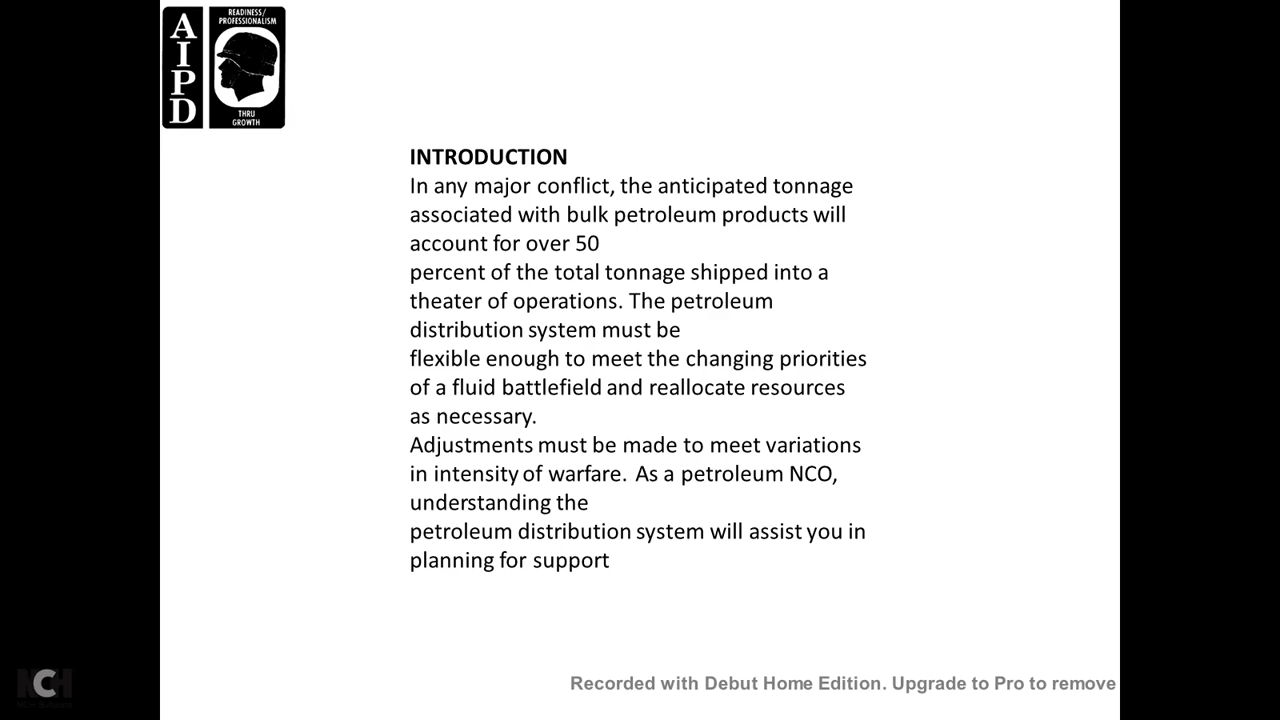 AIPD
READINESS/
PROFESSIONALISM
THRU
GROWTH
INTRODUCTION
In any major conflict, the anticipated tonnage
associated with bulk petroleum products will
account for over 50
percent of the total tonnage shipped into a
theater of operations. The petroleum
distribution system must be
flexible enough to meet the changing priorities
of a fluid battlefield and reallocate resources
as necessary.
Adjustments must be made to meet variations
in intensity of warfare. As a petroleum NCO,
understanding the
petroleum distribution system will assist you in
planning for support
NCH
Recorded with Debut Home Edition. Upgrade to Pro to remove